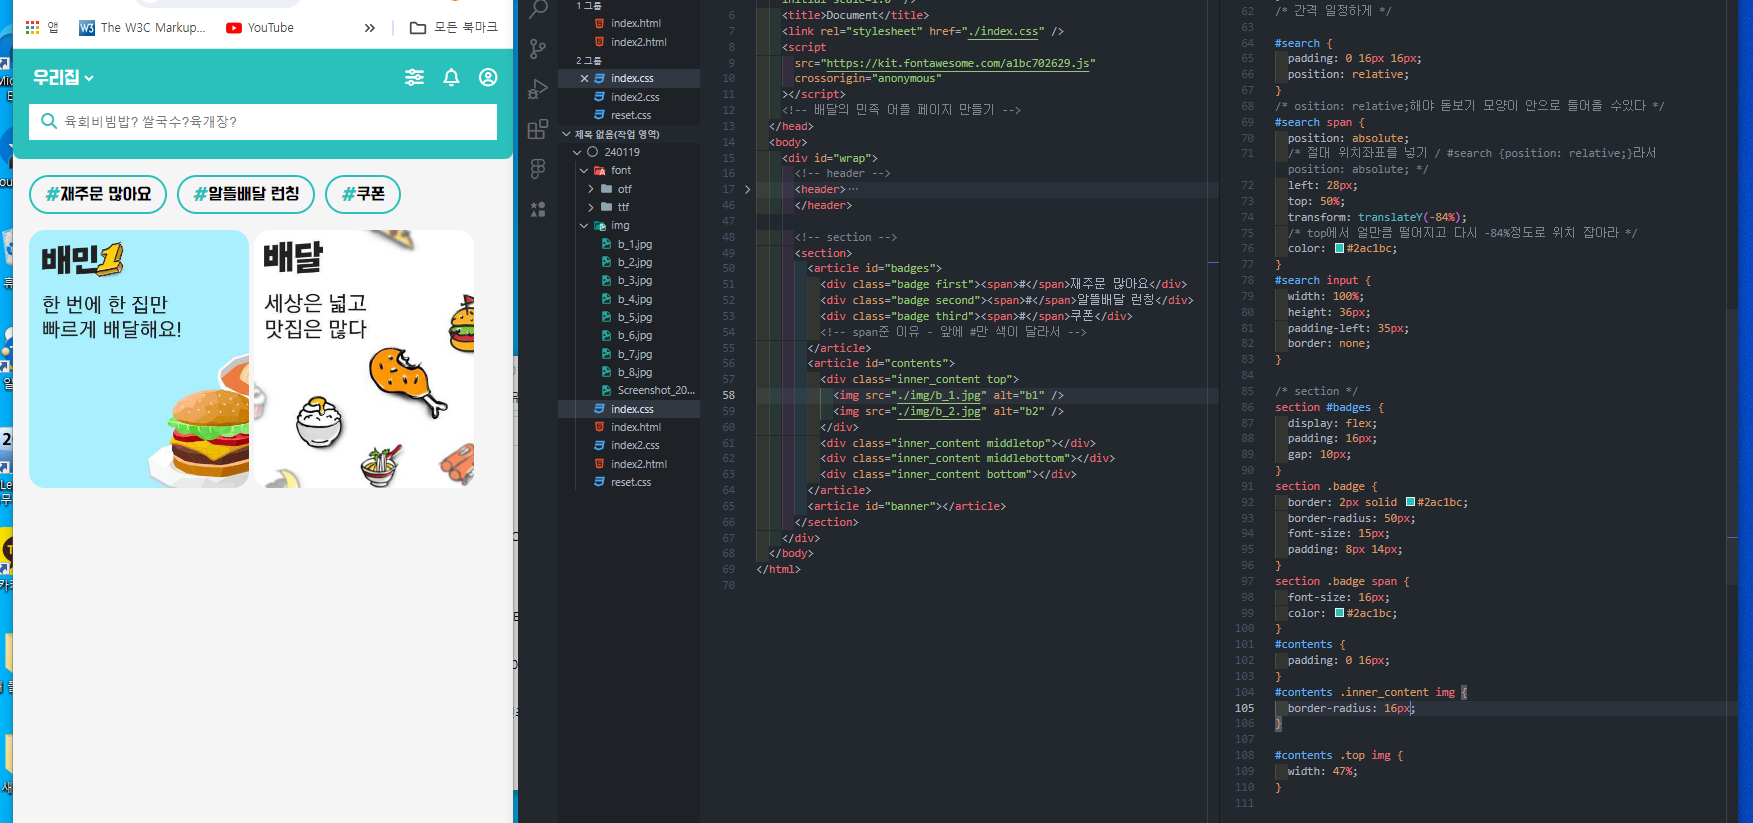 앱
The W3C Markup...
YouTube
»
모든 북마크
우리집
육회비빔밥? 쌀국수?육개장?
#재주문 많아요
#알뜰배달 런칭
#쿠폰
배민1
한 번에 한 집만
빠르게 배달해요!
배달
세상은 넓고
맛집은 많다
1 그룹
index.html
index2.html
2 그룹
index.css
index2.css
reset.css
제목 없음(작업 영역)
240119
font
otf
ttf
img
b_1.jpg
b_2.jpg
b_3.jpg
b_4.jpg
b_5.jpg
b_6.jpg
b_7.jpg
b_8.jpg
Screenshot_20...
index.css
index.html
index2.css
index2.html
reset.css
6 <title>Document</title>
7 <link rel="stylesheet" href="./index.css" />
8 <script
9 src="https://kit.fontawesome.com/a1bc702629.js"
10 crossorigin="anonymous"
11 ></script>
12 <!-- 배달의 민족 어플 페이지 만들기 -->
13 </head>
14 <body>
15 <div id="wrap">
16 <!-- header -->
17 <header>…
46 </header>
47
48 <!-- section -->
49 <section>
50 <article id="badges">
51 <div class="badge first"><span>#</span>재주문 많아요</div>
52 <div class="badge second"><span>#</span>알뜰배달 런칭</div>
53 <div class="badge third"><span>#</span>쿠폰</div>
54 <!-- span준 이유 - 앞에 #만 색이 달라서 -->
55 </article>
56 <article id="contents">
57 <div class="inner_content top">
58 <img src="./img/b_1.jpg" alt="b1" />
59 <img src="./img/b_2.jpg" alt="b2" />
60 </div>
61 <div class="inner_content middletop"></div>
62 <div class="inner_content middlebottom"></div>
63 <div class="inner_content bottom"></div>
64 </article>
65 <article id="banner"></article>
66 </section>
67 </div>
68 </body>
69 </html>
70
62 /* 간격 일정하게 */
63
64 #search {
65 padding: 0 16px 16px;
66 position: relative;
67 }
68 /* osition: relative;해야 돋보기 모양이 안으로 들어올 수있다 */
69 #search span {
70 position: absolute;
71 /* 절대 위치좌표를 넣기 / #search {position: relative;}라서
position: absolute; */
72 left: 28px;
73 top: 50%;
74 transform: translateY(-84%);
75 /* top에서 얼만큼 떨어지고 다시 -84%정도로 위치 잡아라 */
76 color: #2ac1bc;
77 }
78 #search input {
79 width: 100%;
80 height: 36px;
81 padding-left: 35px;
82 border: none;
83 }
84
85 /* section */
86 section #badges {
87 display: flex;
88 padding: 16px;
89 gap: 10px;
90 }
91 section .badge {
92 border: 2px solid #2ac1bc;
93 border-radius: 50px;
94 font-size: 15px;
95 padding: 8px 14px;
96 }
97 section .badge span {
98 font-size: 16px;
99 color: #2ac1bc;
100 }
101 #contents {
102 padding: 0 16px;
103 }
104 #contents .inner_content img {
105 border-radius: 16px;
106 }
107
108 #contents .top img {
109 width: 47%;
110 }
111